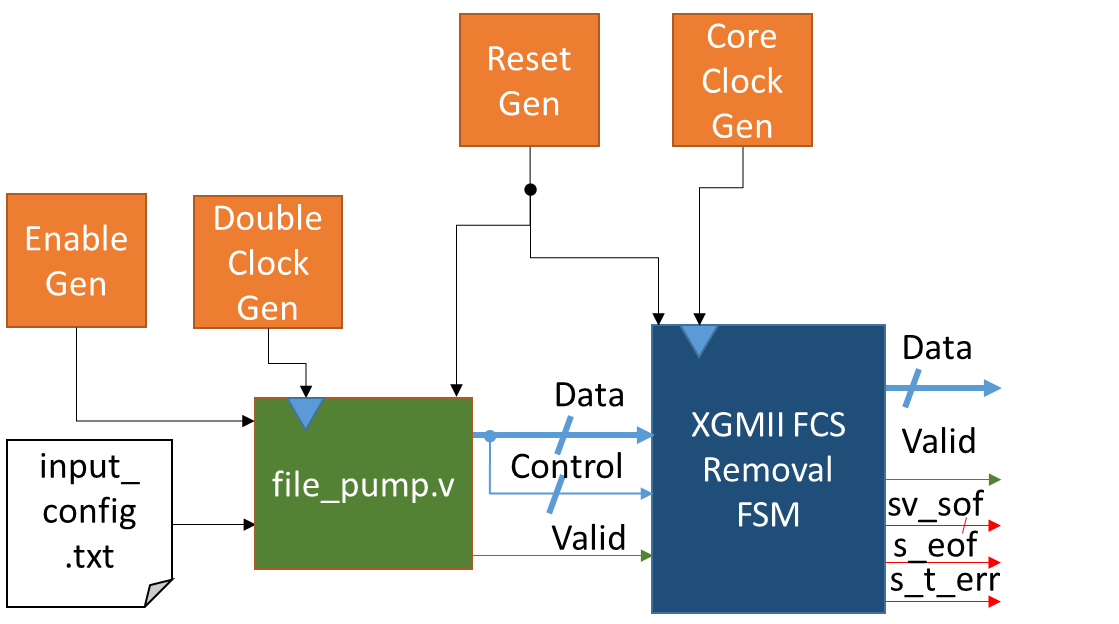 Reset
Gen
Core
Clock
Gen
Enable
Gen
Double
Clock
Gen
Data
Data
input_
config
.txt
file_pump.v
Control
Valid
XGMII FCS
Removal
FSM
Valid
sv_sof
s_eof
s_t_err